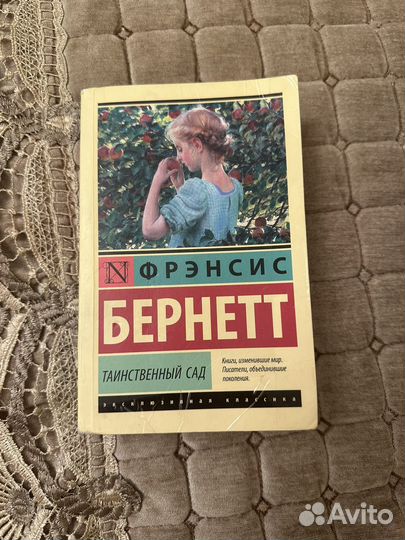 N ФРЭНСИС
БЕРНЕТТ
ТАИНСТВЕННЫЙ САД
Книги, изменившие мир.
Писатели, объединившие
поколения.
ЭКСКЛЮЗИВНАЯ КЛАССИКА
Avito